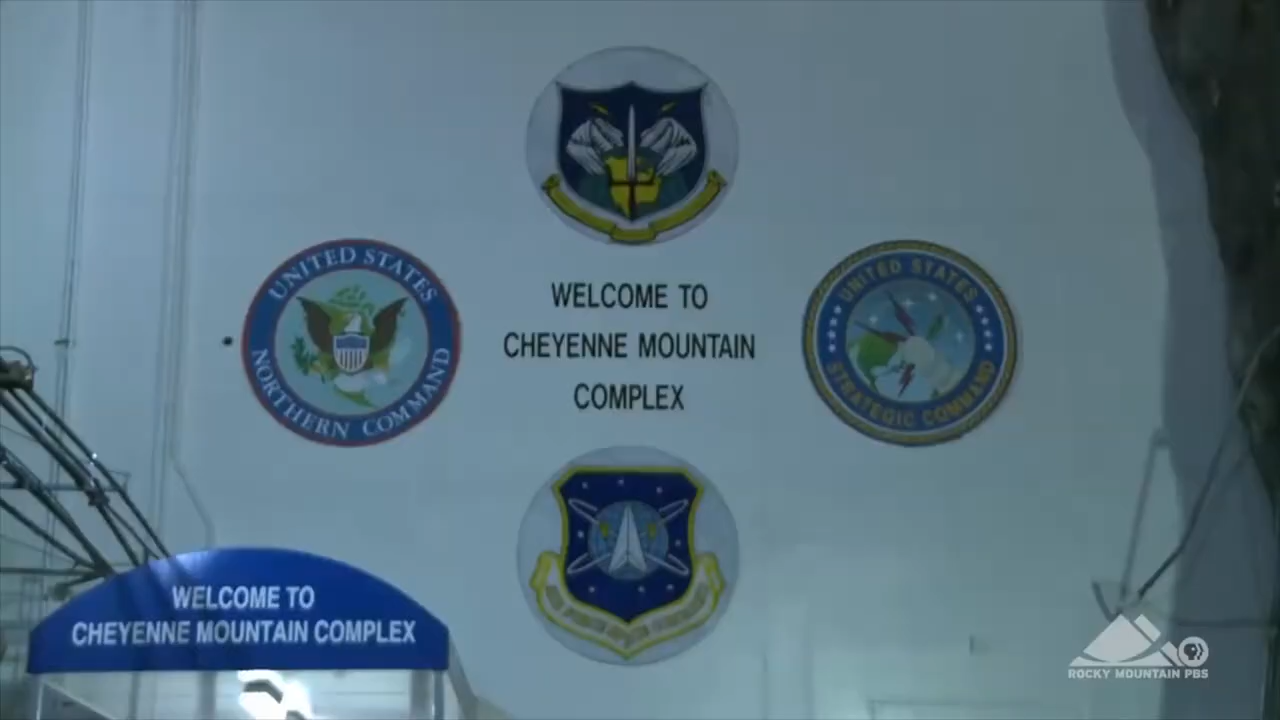 UNITED STATES
NORTHERN COMMAND
WELCOME TO
CHEYENNE MOUNTAIN
COMPLEX
UNITED STATES
STRATEGIC COMMAND
WELCOME TO
CHEYENNE MOUNTAIN COMPLEX
ROCKY MOUNTAIN PBS